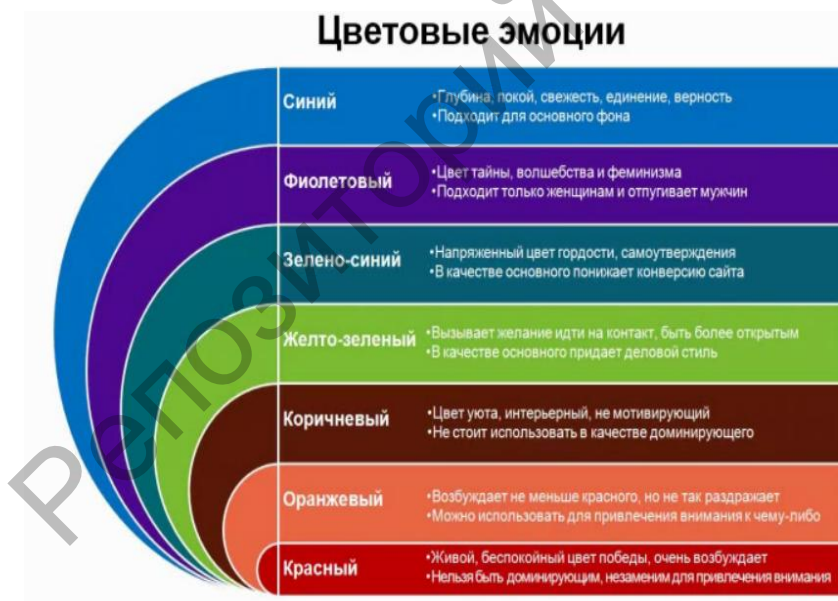 Цветовые эмоции
Синий
•Глубина, покой, свежесть, единение, верность
•Подходит для основного фона
Фиолетовый
•Цвет тайны, волшебства и феминизма
•Подходит только женщинам и отпугивает мужчин
Зелено-синий
•Напряженный цвет гордости, самоутверждения
•В качестве основного понижает конверсию сайта
Желто-зеленый
•Вызывает желание идти на контакт, быть более открытым
•В качестве основного придает деловой стиль
Коричневый
•Цвет уюта, интерьерный, не мотивирующий
•Не стоит использовать в качестве доминирующего
Оранжевый
•Возбуждает не меньше красного, но не так раздражает
•Можно использовать для привлечения внимания к чему-либо
Красный
•Живой, беспокойный цвет победы, очень возбуждает
•Нельзя быть доминирующим, незаменим для привлечения внимания
Репозиторий